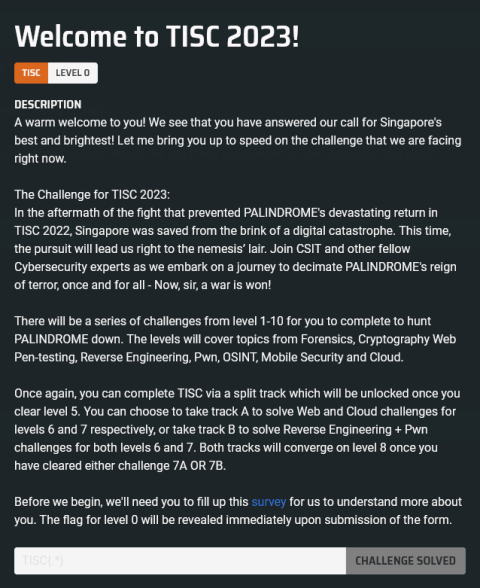 Welcome to TISC 2023!
TISC LEVEL 0
DESCRIPTION
A warm welcome to you! We see that you have answered our call for Singapore's
best and brightest! Let me bring you up to speed on the challenge that we are facing
right now.
The Challenge for TISC 2023:
In the aftermath of the fight that prevented PALINDROME's devastating return in
TISC 2022, Singapore was saved from the brink of a digital catastrophe. This time,
the pursuit will lead us right to the nemesis’ lair. Join CSIT and other fellow
Cybersecurity experts as we embark on a journey to decimate PALINDROME's reign
of terror, once and for all - Now, sir, a war is won!
There will be a series of challenges from level 1-10 for you to complete to hunt
PALINDROME down. The levels will cover topics from Forensics, Cryptography Web
Pen-testing, Reverse Engineering, Pwn, OSINT, Mobile Security and Cloud.
Once again, you can complete TISC via a split track which will be unlocked once you
clear level 5. You can choose to take track A to solve Web and Cloud challenges for
levels 6 and 7 respectively, or take track B to solve Reverse Engineering + Pwn
challenges for both levels 6 and 7. Both tracks will converge on level 8 once you
have cleared either challenge 7A OR 7B.
Before we begin, we'll need you to fill up this survey for us to understand more about
you. The flag for level 0 will be revealed immediately upon submission of the form.
TISC{.*} CHALLENGE SOLVED